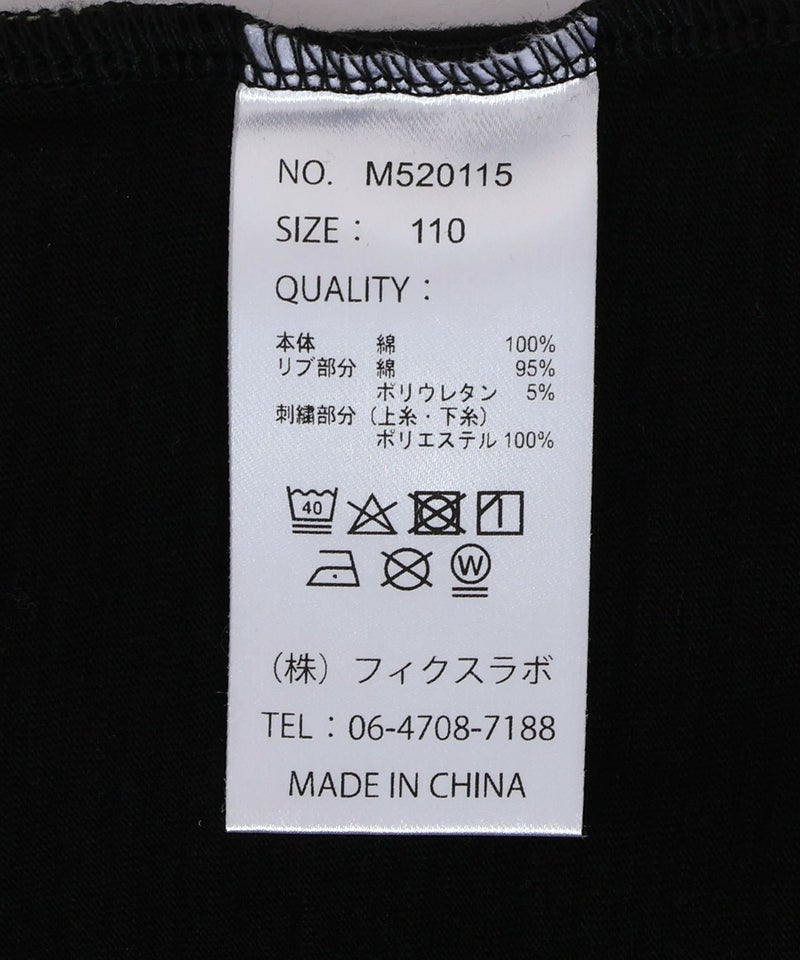 NO. M520115
SIZE： 110
QUALITY：
本体 綿 100%
リブ部分 綿 95%
ポリウレタン 5%
刺繍部分（上糸・下糸）
ポリエステル 100%
40
W
（株）フィクスラボ
TEL：06-4708-7188
MADE IN CHINA